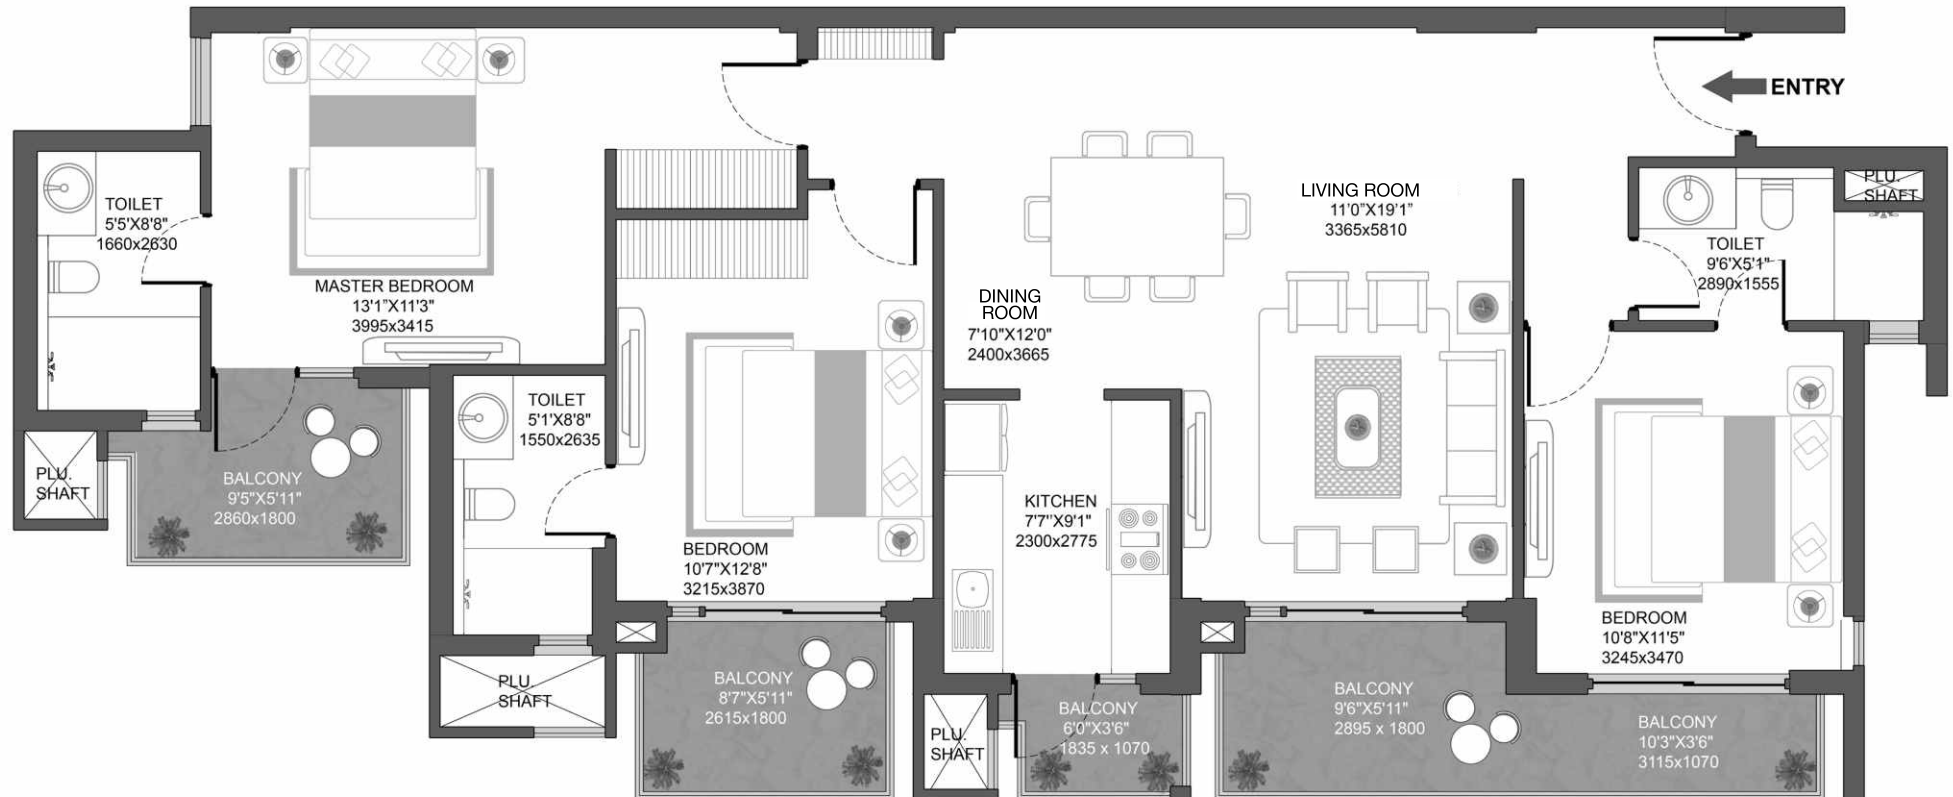 ENTRY
TOILET
5'5'X8'8"
1660x2630
MASTER BEDROOM
13'1"X11'3"
3995x3415
PLU.
SHAFT
BALCONY
9'5"X5'11"
2860x1800
TOILET
5'1'X8'8"
1550x2635
PLU.
SHAFT
BEDROOM
10'7"X12'8"
3215x3870
BALCONY
8'7"X5'11"
2615x1800
DINING
ROOM
7'10"X12'0"
2400x3665
KITCHEN
7'7"X9'1"
2300x2775
PLU.
SHAFT
BALCONY
6'0"X3'6"
1835 x 1070
LIVING ROOM
11'0"X19'1"
3365x5810
BALCONY
9'6"X5'11"
2895 x 1800
PLU.
SHAFT
TOILET
9'6"X5'1"
2890x1555
BEDROOM
10'8"X11'5"
3245x3470
BALCONY
10'3"X3'6"
3115x1070